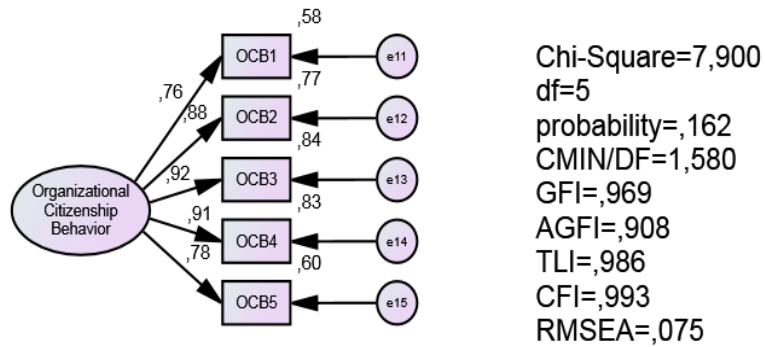 ,58
OCB1
e11
,76
,77
,88
OCB2
e12
,84
,92
OCB3
e13
,83
,91
OCB4
e14
,60
,78
OCB5
e15
Organizational
Citizenship
Behavior
Chi-Square=7,900
df=5
probability=,162
CMIN/DF=1,580
GFI=,969
AGFI=,908
TLI=,986
CFI=,993
RMSEA=,075